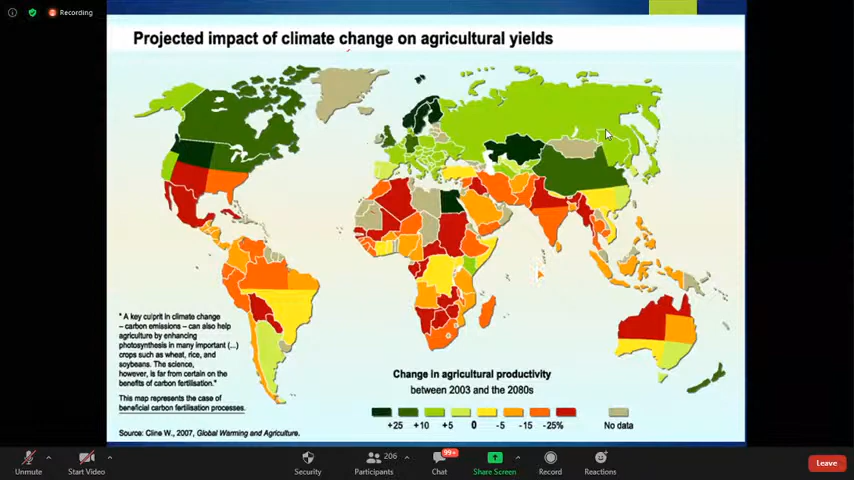 Recording
Projected impact of climate change on agricultural yields
" A key culprit in climate change
– carbon emissions – can also help
agriculture by enhancing
photosynthesis in many important (...)
crops such as wheat, rice, and
soybeans. The science,
however, is far from certain on the
benefits of carbon fertilisation."
This map represents the case of
beneficial carbon fertilisation processes.
Source: Cline W., 2007, Global Warming and Agriculture.
Change in agricultural productivity
between 2003 and the 2080s
+25 +10 +5 0 -5 -15 -25% No data
Unmute
Start Video
Security
Participants 206
Chat 99+
Share Screen
Record
Reactions
Leave